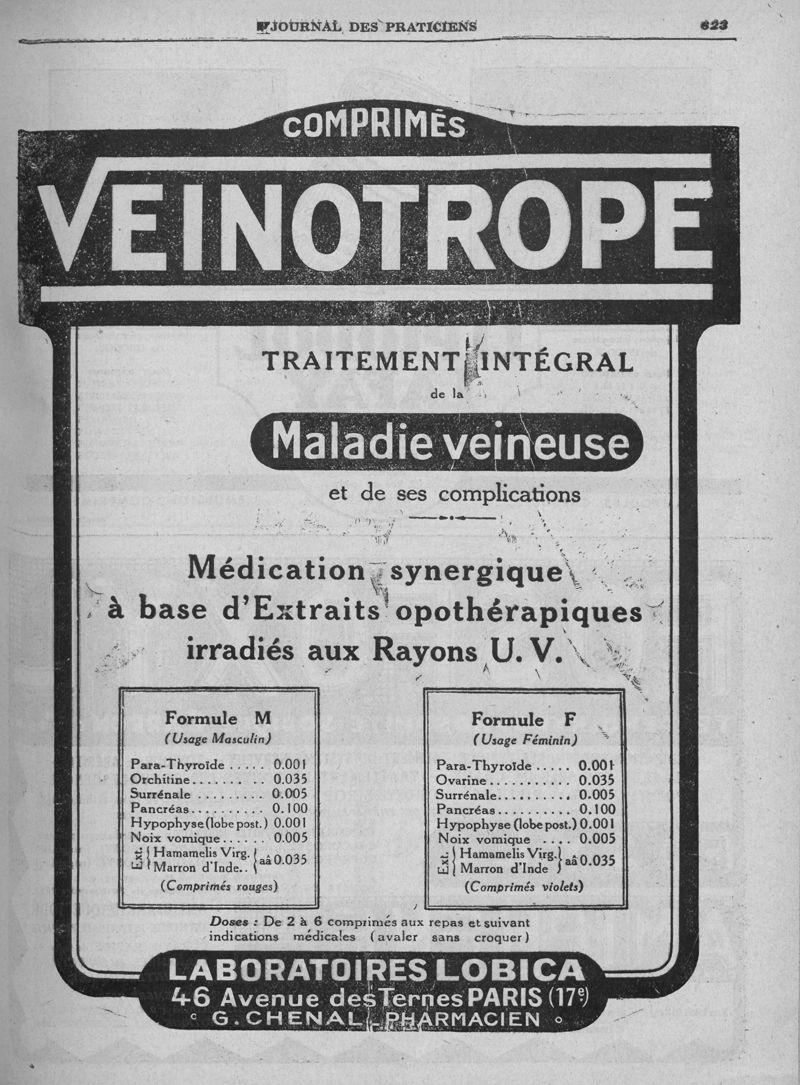 JOURNAL DES PRATICIENS 623
COMPRIMÉS
VEINOTROPE
TRAITEMENT INTÉGRAL
de la
Maladie veineuse
et de ses complications
Médication synergique
à base d'Extraits opothérapiques
irradiés aux Rayons U.V.
Formule M
(Usage Masculin)
Para-Thyroïde ..... 0.001
Orchitine......... 0.035
Surrénale ......... 0.005
Pancréas.......... 0.100
Hypophyse (lobe post.) 0.001
Noix vomique...... 0.005
Ext. { Hamamelis Virg. } aâ 0.035
Marron d'Inde..
(Comprimés rouges)
Formule F
(Usage Féminin)
Para-Thyroïde ..... 0.001
Ovarine ........... 0.035
Surrénale.......... 0.005
Pancréas.......... 0.100
Hypophyse (lobe post.) 0.001
Noix vomique .... 0.005
Ext. { Hamamelis Virg. } aâ 0.035
Marron d'Inde
(Comprimés violets)
Doses : De 2 à 6 comprimés aux repas et suivant
indications médicales (avaler sans croquer)
LABORATOIRES LOBICA
46 Avenue des Ternes PARIS (17e)
G. CHENAL, PHARMACIEN